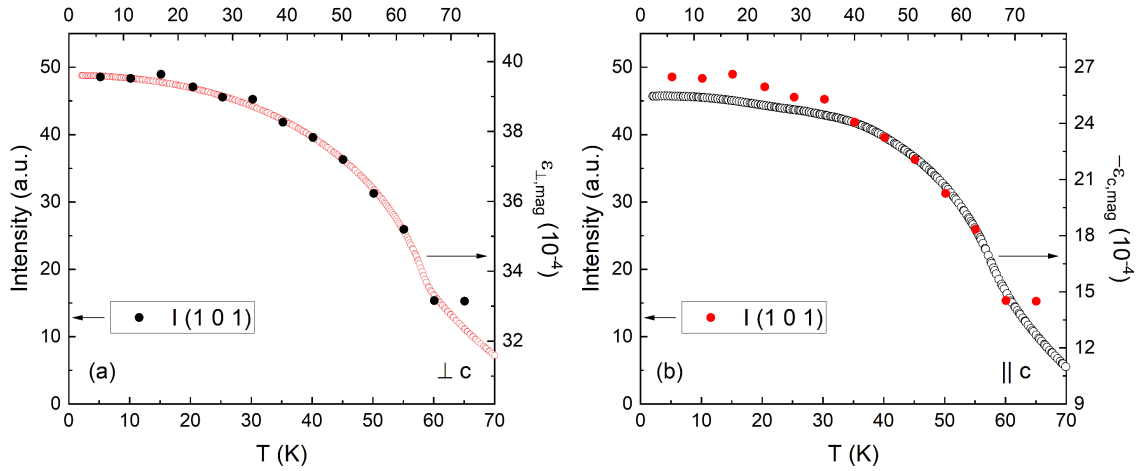 0 10 20 30 40 50 60 70
50
40
30
20
10
0
Intensity (a.u.)
40
38
36
34
32
ε⊥,mag (10⁻⁴)
I (1 0 1)
(a)
⊥ c
0 10 20 30 40 50 60 70
T (K)
0 10 20 30 40 50 60 70
50
40
30
20
10
0
Intensity (a.u.)
27
24
21
18
15
12
9
−εc,mag (10⁻⁴)
I (1 0 1)
(b)
|| c
0 10 20 30 40 50 60 70
T (K)